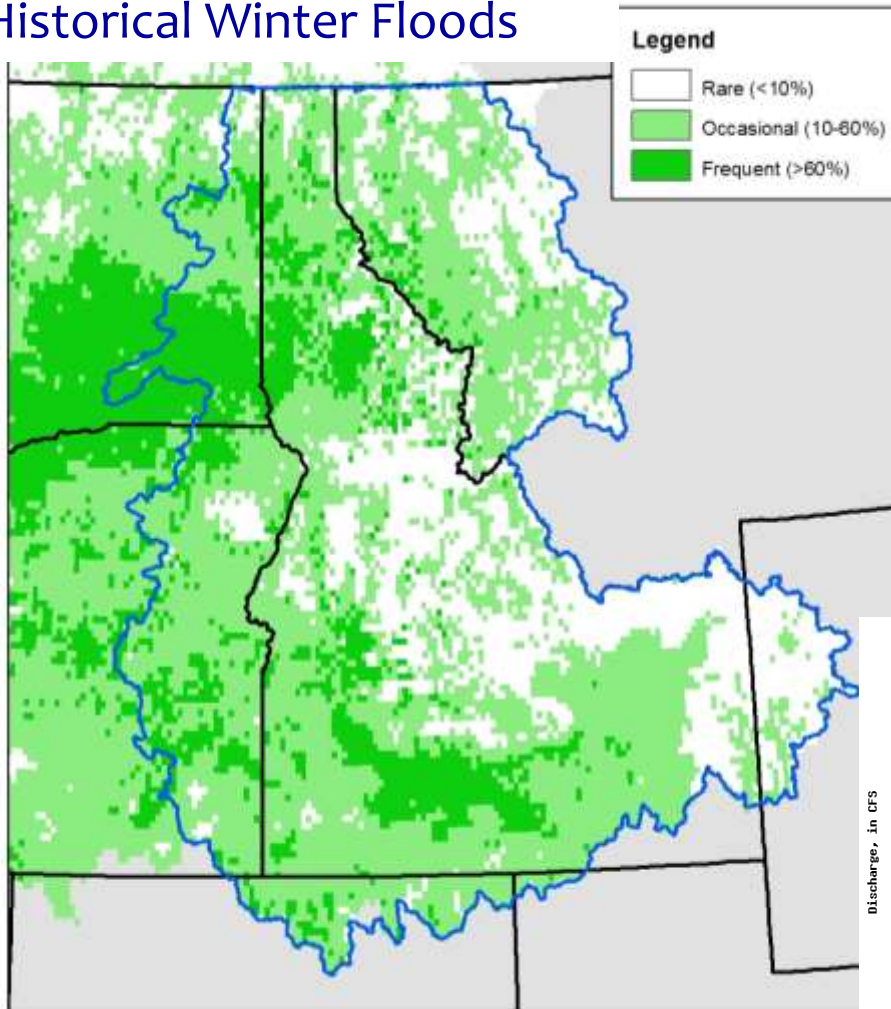 Historical Winter Floods
Legend
Rare (<10%)
Occasional (10-60%)
Frequent (>60%)
Discharge, in CFS